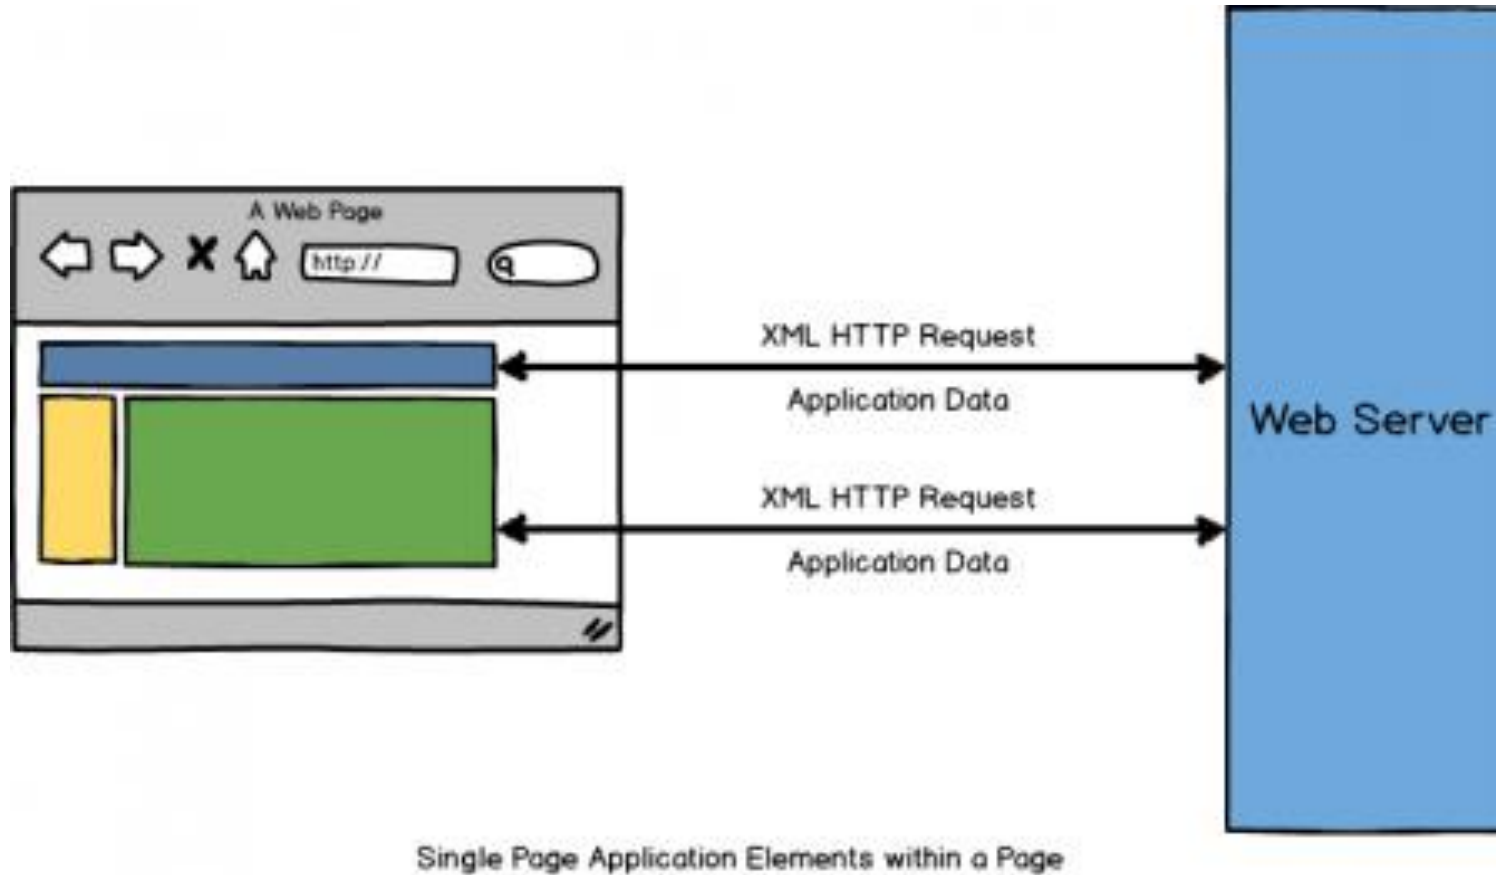 A Web Page
http://
XML HTTP Request
Application Data
Web Server
XML HTTP Request
Application Data
Single Page Application Elements within a Page